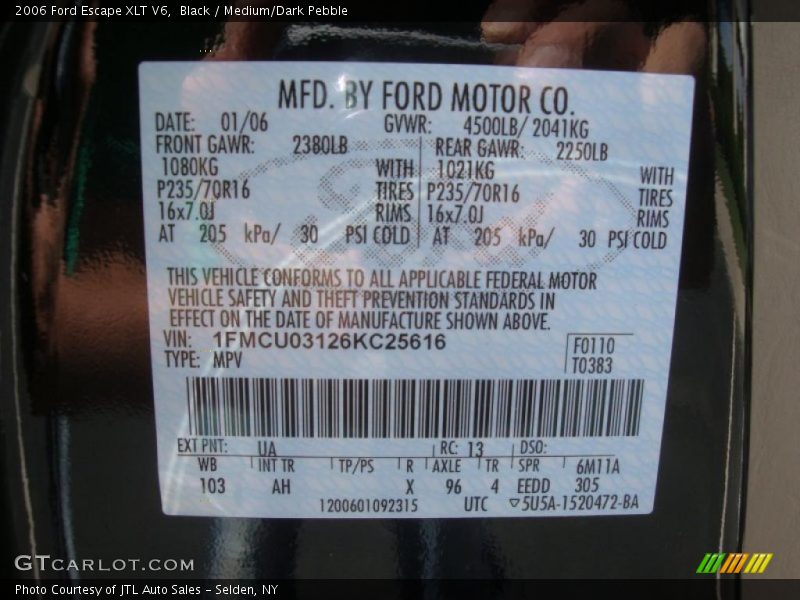 2006 Ford Escape XLT V6,  Black / Medium/Dark Pebble
MFD. BY FORD MOTOR CO.
DATE: 01/06 GVWR: 4500LB/ 2041KG
FRONT GAWR: 2380LB REAR GAWR: 2250LB
1080KG WITH 1021KG WITH
P235/70R16 TIRES P235/70R16 TIRES
16x7.0J RIMS 16x7.0J RIMS
AT 205 kPa/ 30 PSI COLD AT 205 kPa/ 30 PSI COLD
THIS VEHICLE CONFORMS TO ALL APPLICABLE FEDERAL MOTOR
VEHICLE SAFETY AND THEFT PREVENTION STANDARDS IN
EFFECT ON THE DATE OF MANUFACTURE SHOWN ABOVE.
VIN: 1FMCU03126KC25616 F0110
TYPE: MPV T0383
EXT PNT: UA RC: 13 DSO:
WB INT TR TP/PS R AXLE TR SPR 6M11A
103 AH X 96 4 EEDD 305
1200601092315 UTC ▽5U5A-1520472-BA
GTCARLOT.COM
Photo Courtesy of JTL Auto Sales - Selden, NY